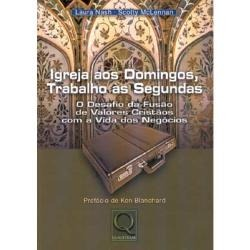 Laura Nash - Scotty McLennan
Igreja aos Domingos,
Trabalho às Segundas
O Desafio da Fusão
de Valores Cristãos
com a Vida dos Negócios
Prefácio de Ken Blanchard
Q
QUALITYMARK